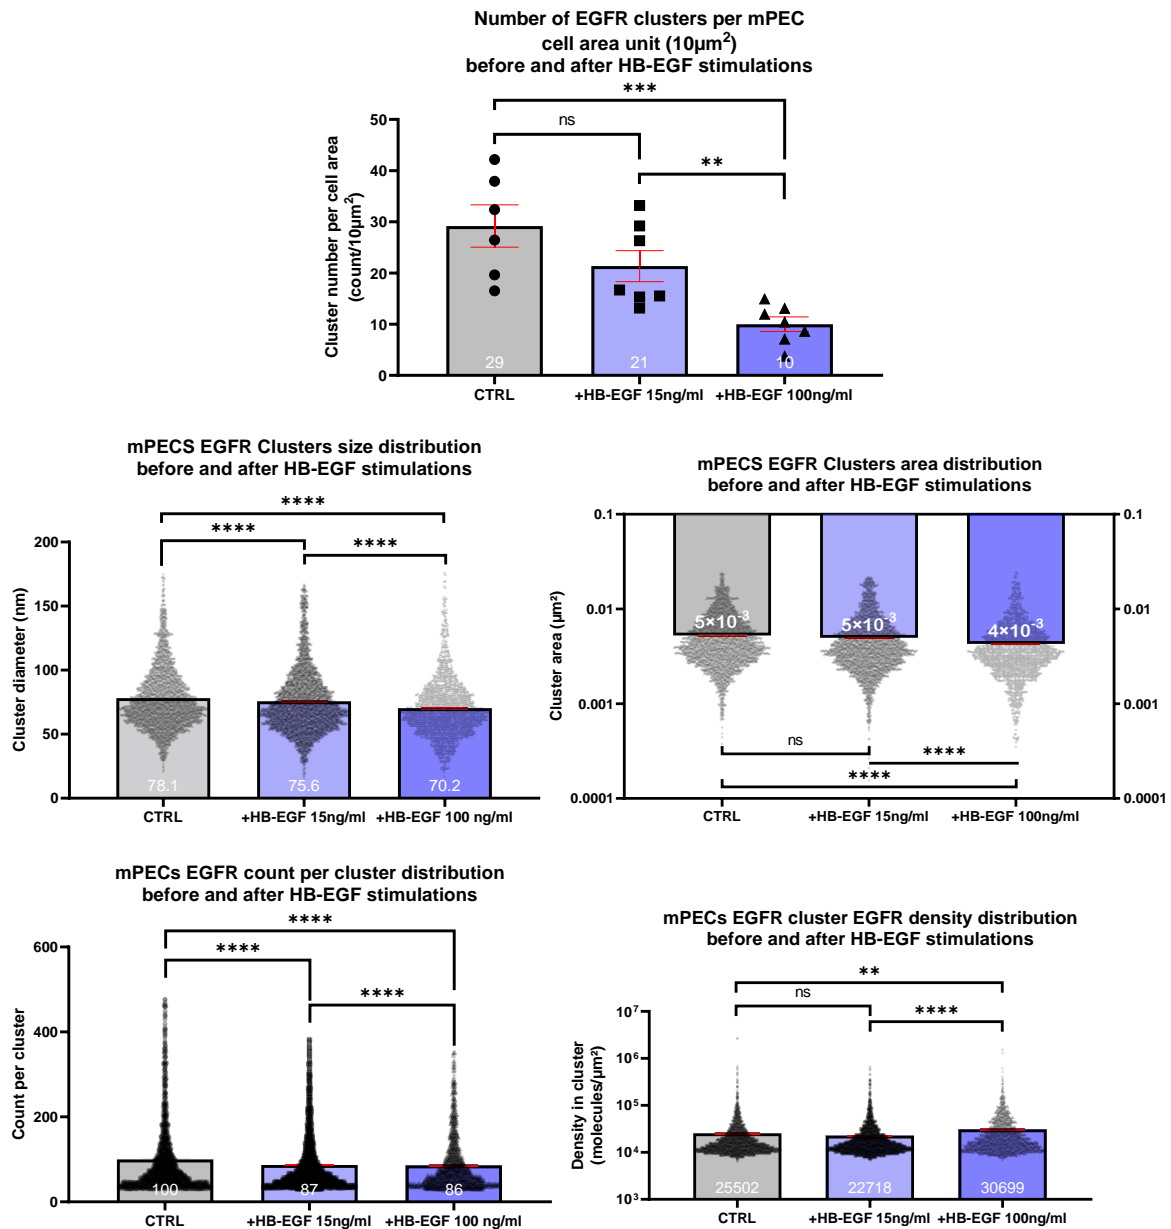 Number of EGFR clusters per mPEC
cell area unit (10µm²)
before and after HB-EGF stimulations
***
ns
**
50
40
30
20
10
0
Cluster number per cell area
(count/10µm²)
29
21
10
CTRL
+HB-EGF 15ng/ml
+HB-EGF 100ng/ml
mPECS EGFR Clusters size distribution
before and after HB-EGF stimulations
****
****
****
200
150
100
50
0
Cluster diameter (nm)
78.1
75.6
70.2
CTRL
+HB-EGF 15ng/ml
+HB-EGF 100 ng/ml
mPECS EGFR Clusters area distribution
before and after HB-EGF stimulations
0.1
0.01
0.001
0.0001
Cluster area (µm²)
5×10⁻³
5×10⁻³
4×10⁻³
0.1
0.01
0.001
0.0001
ns
****
****
CTRL
+HB-EGF 15ng/ml
+HB-EGF 100ng/ml
mPECs EGFR count per cluster distribution
before and after HB-EGF stimulations
****
****
****
600
400
200
0
Count per cluster
100
87
86
CTRL
+HB-EGF 15ng/ml
+HB-EGF 100 ng/ml
mPECs EGFR cluster EGFR density distribution
before and after HB-EGF stimulations
**
ns
****
10⁷
10⁶
10⁵
10⁴
10³
Density in cluster
(molecules/µm²)
25502
22718
30699
CTRL
+HB-EGF 15ng/ml
+HB-EGF 100ng/ml